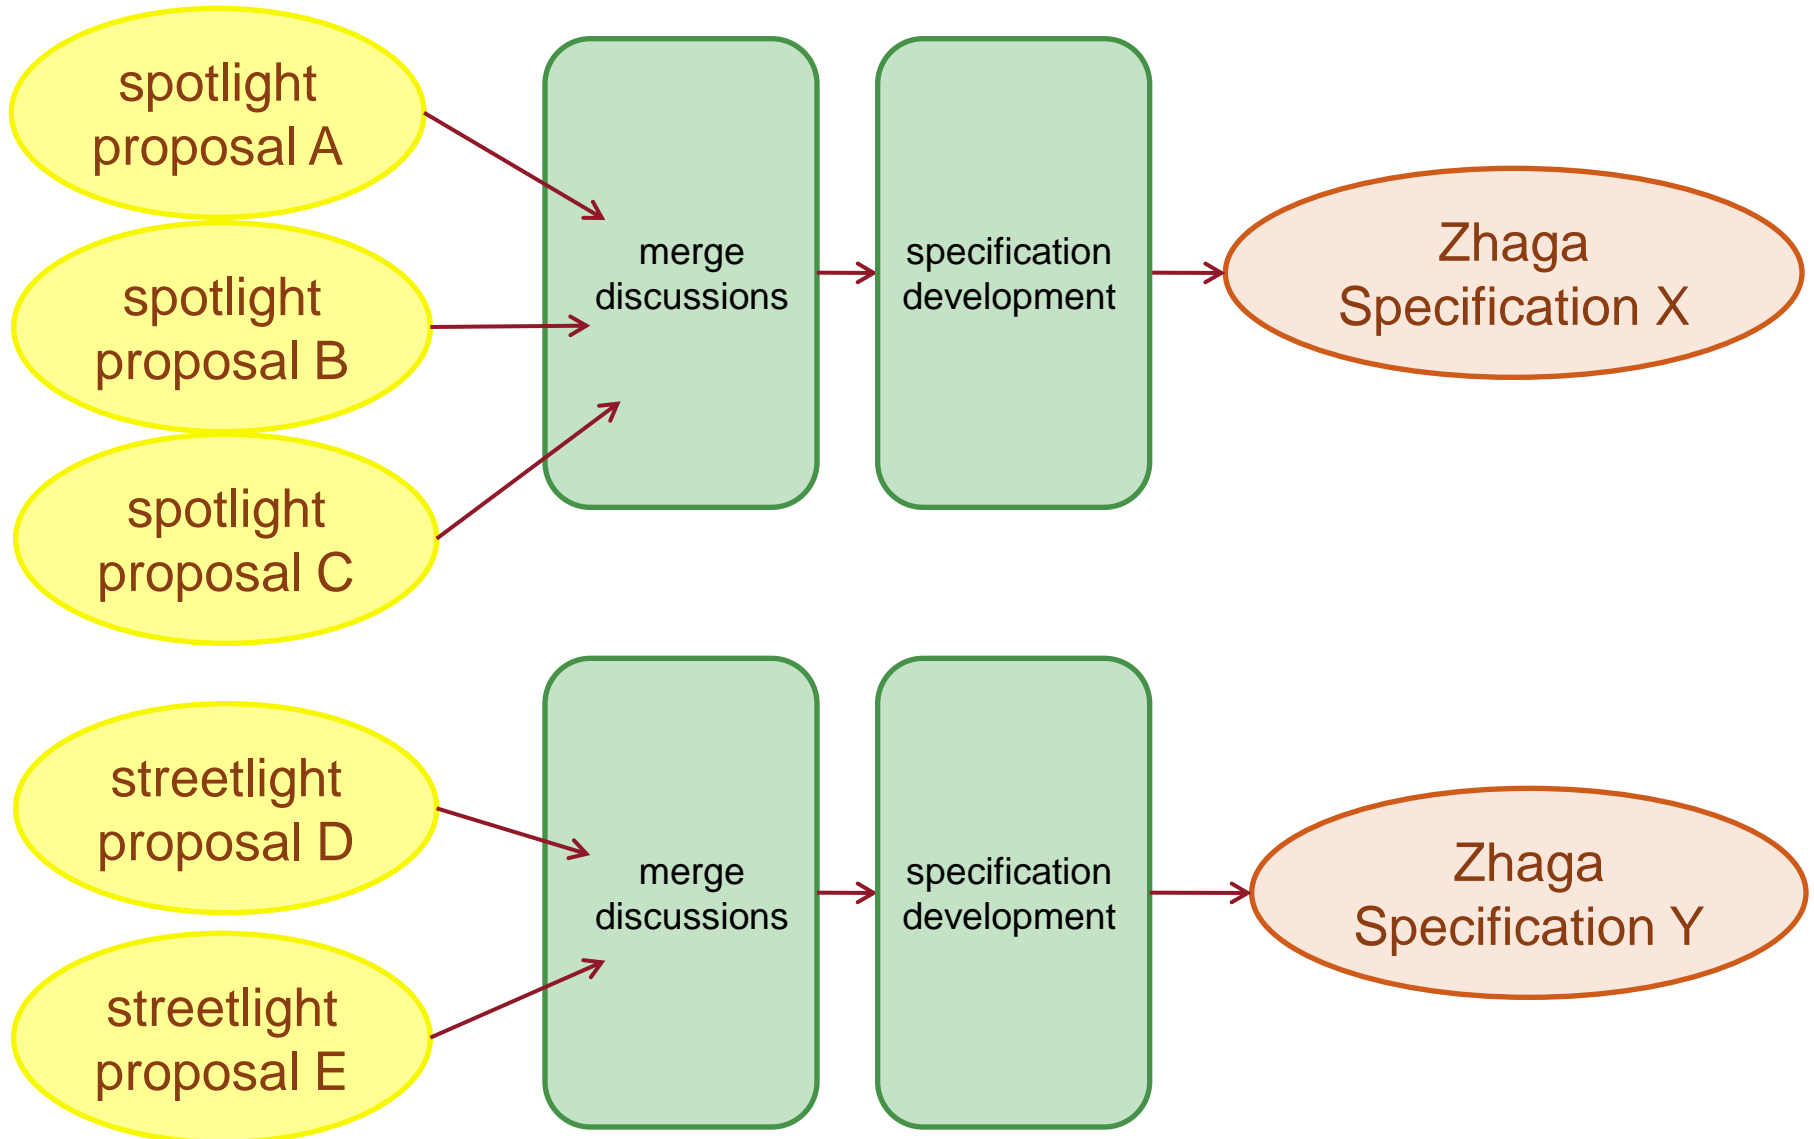 spotlight
proposal A
spotlight
proposal B
spotlight
proposal C
merge
discussions
specification
development
Zhaga
Specification X
streetlight
proposal D
streetlight
proposal E
merge
discussions
specification
development
Zhaga
Specification Y